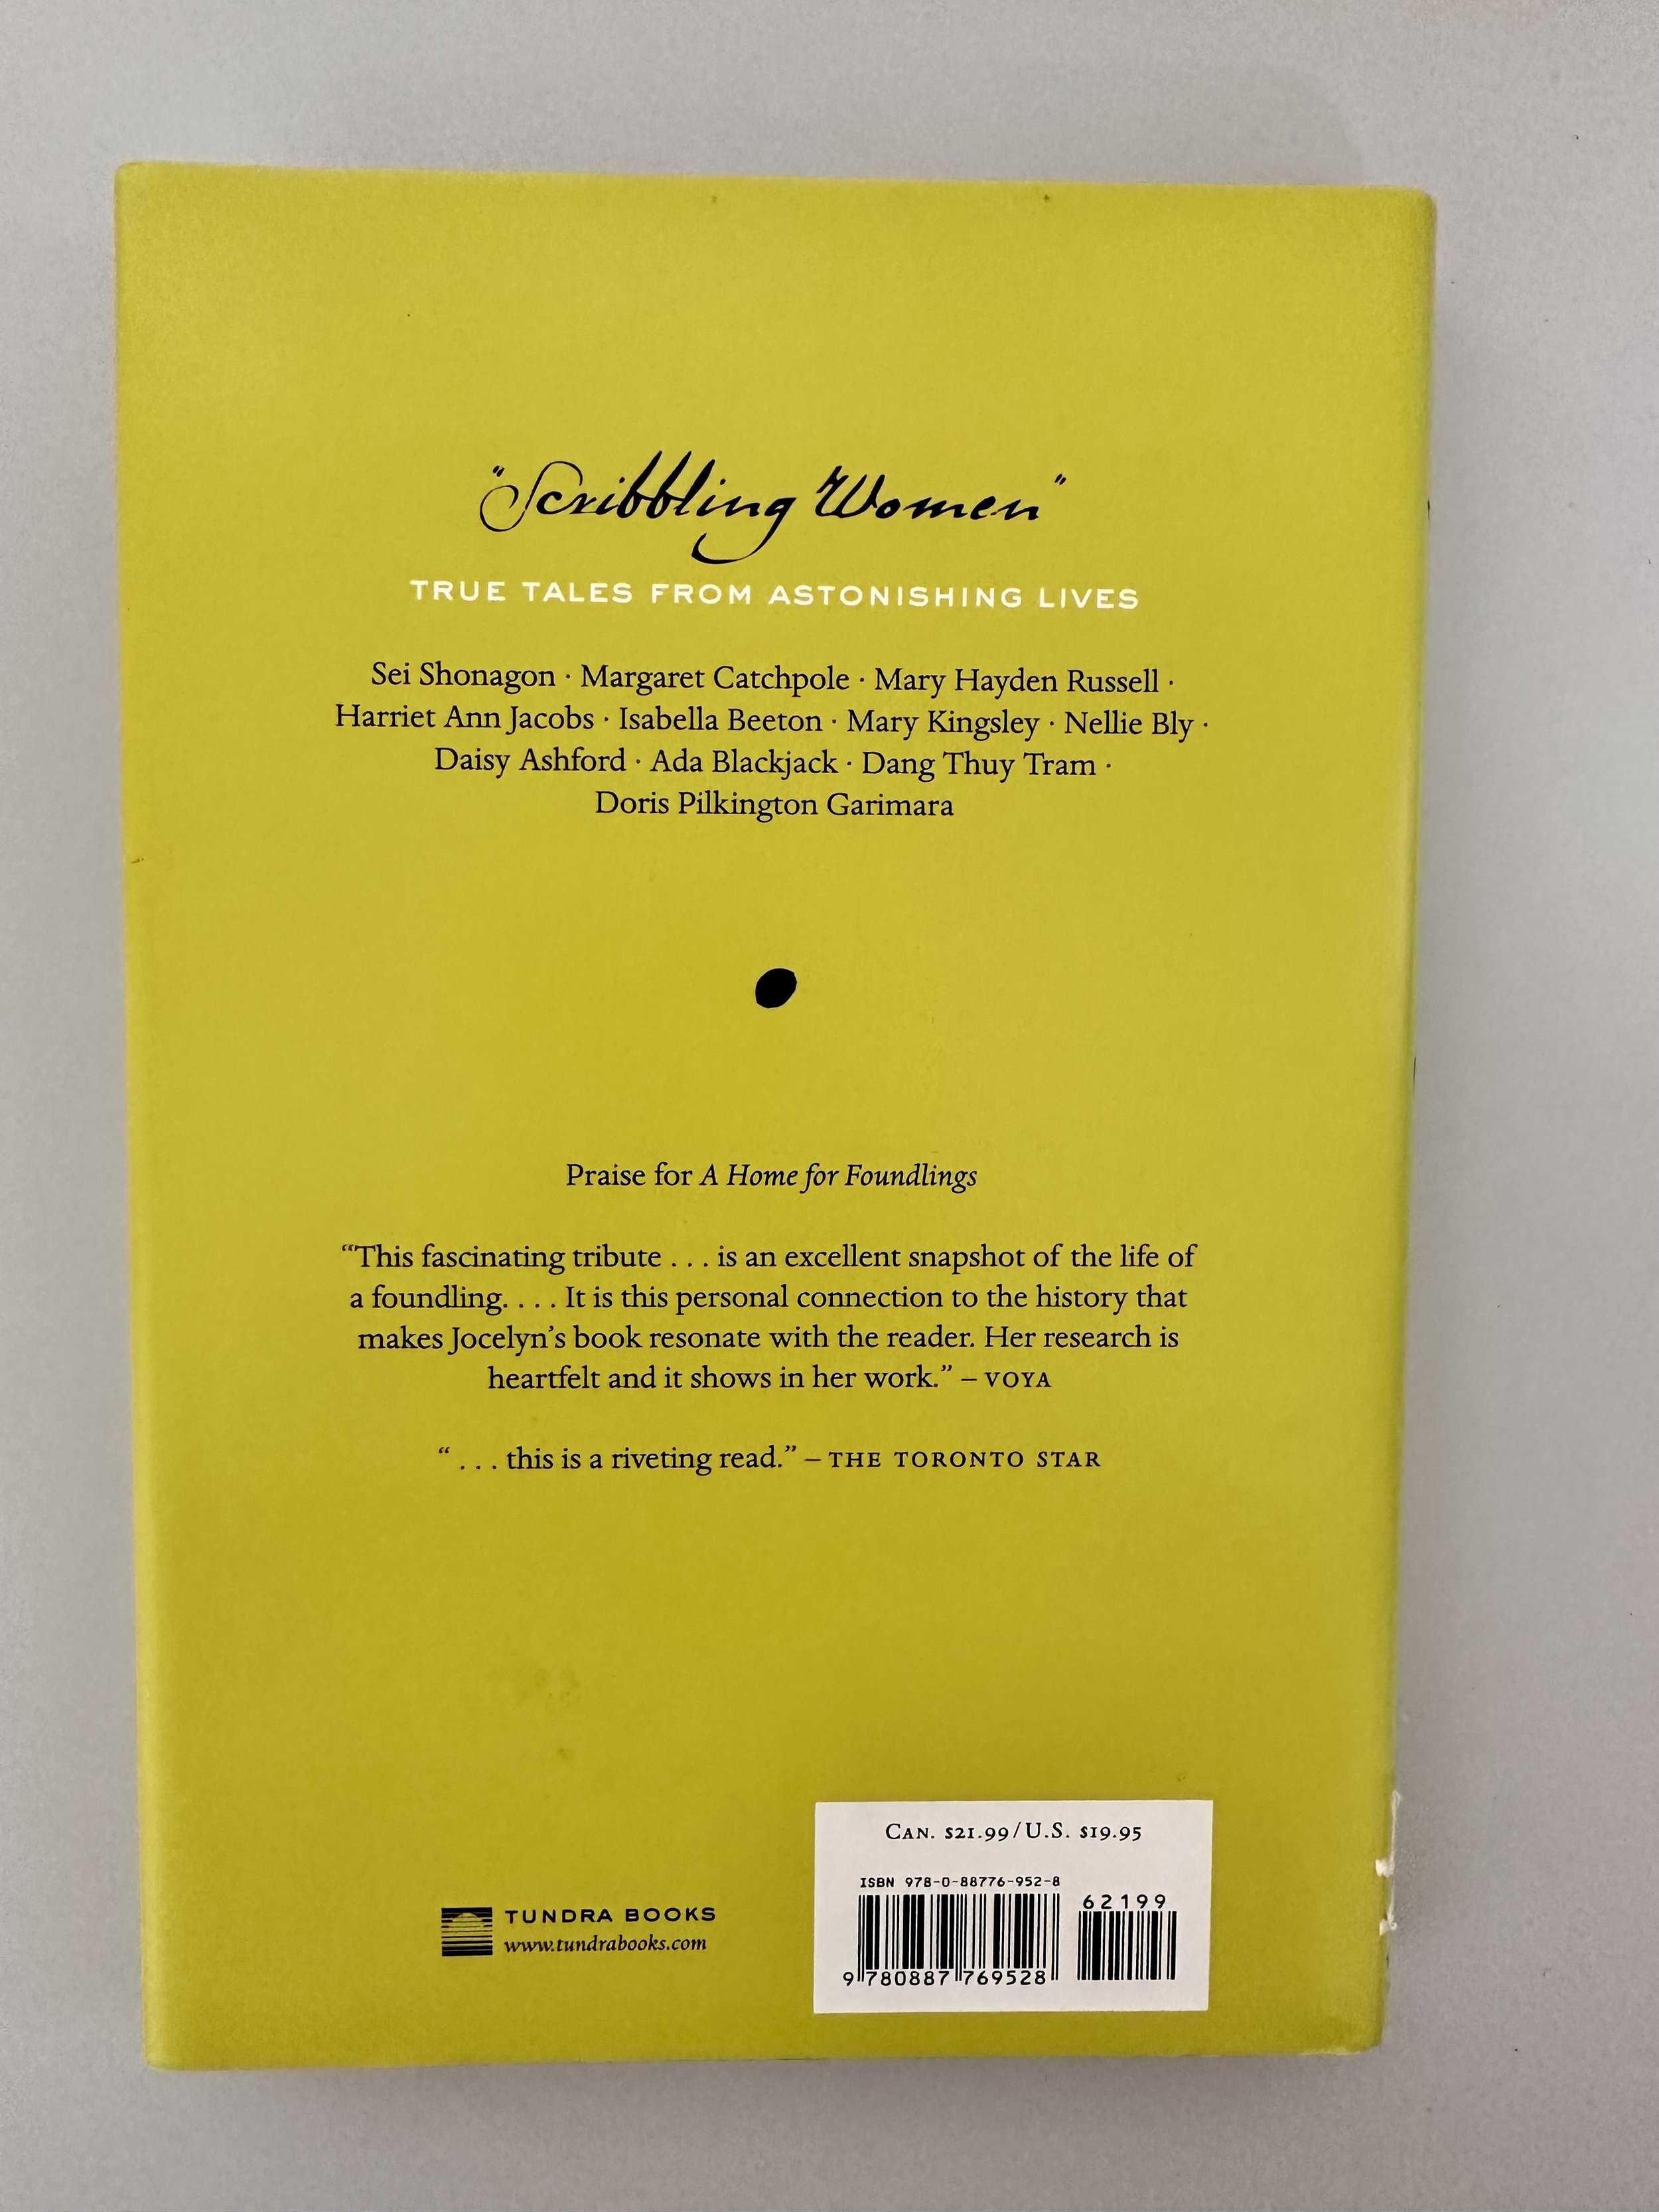 "Scribbling Women"
TRUE TALES FROM ASTONISHING LIVES
Sei Shonagon · Margaret Catchpole · Mary Hayden Russell ·
Harriet Ann Jacobs · Isabella Beeton · Mary Kingsley · Nellie Bly ·
Daisy Ashford · Ada Blackjack · Dang Thuy Tram ·
Doris Pilkington Garimara
Praise for A Home for Foundlings
“This fascinating tribute . . . is an excellent snapshot of the life of
a foundling. . . . It is this personal connection to the history that
makes Jocelyn’s book resonate with the reader. Her research is
heartfelt and it shows in her work.” – VOYA
“ . . . this is a riveting read.” – THE TORONTO STAR
TUNDRA BOOKS
www.tundrabooks.com
CAN. $21.99/U.S. $19.95
ISBN 978-0-88776-952-8
62199
9 780887 769528